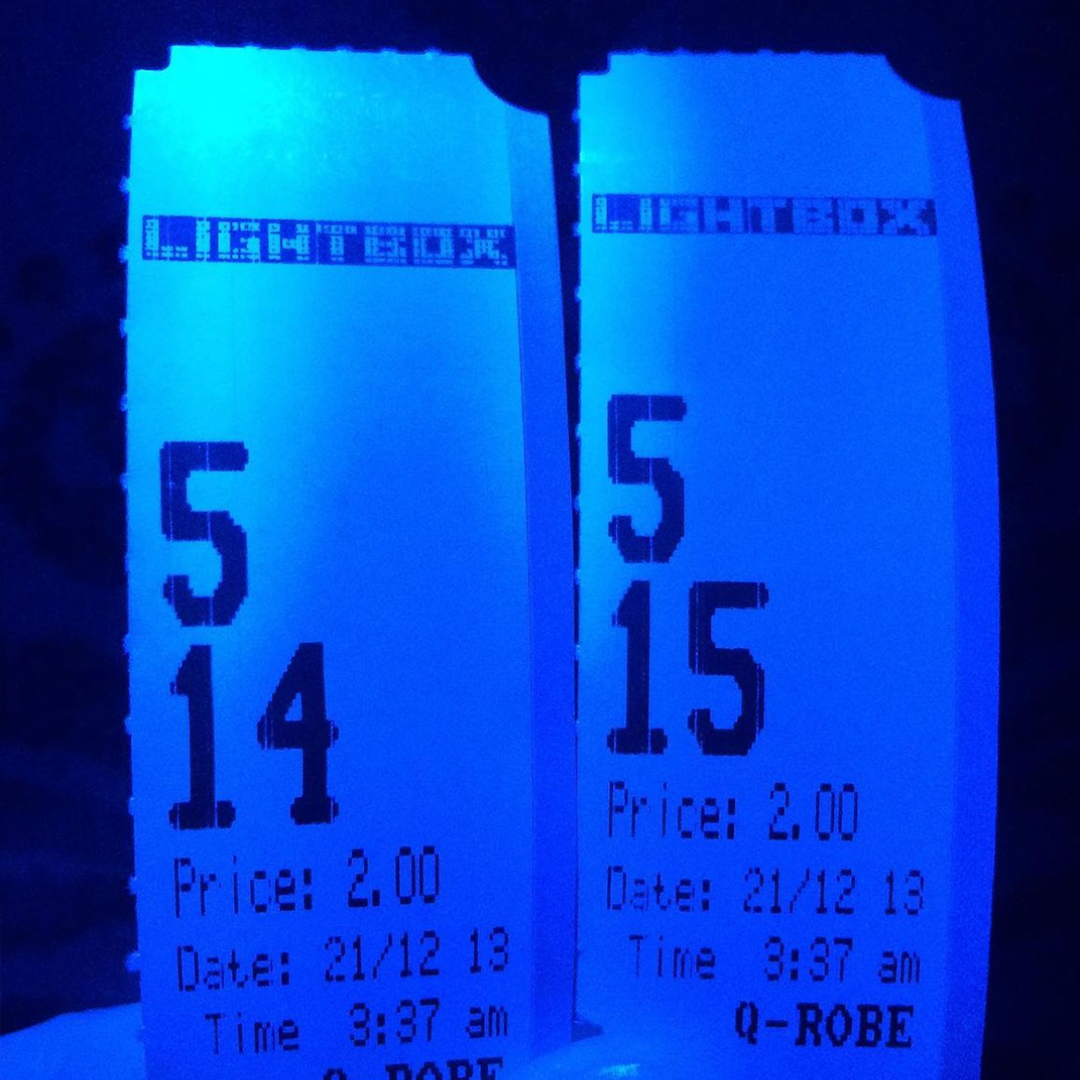 LIGHTBOX
5
14
Price: 2.00
Date: 21/12 13
Time 3:37 am
Q-ROBE
LIGHTBOX
5
15
Price: 2.00
Date: 21/12 13
Time 3:37 am
Q-ROBE